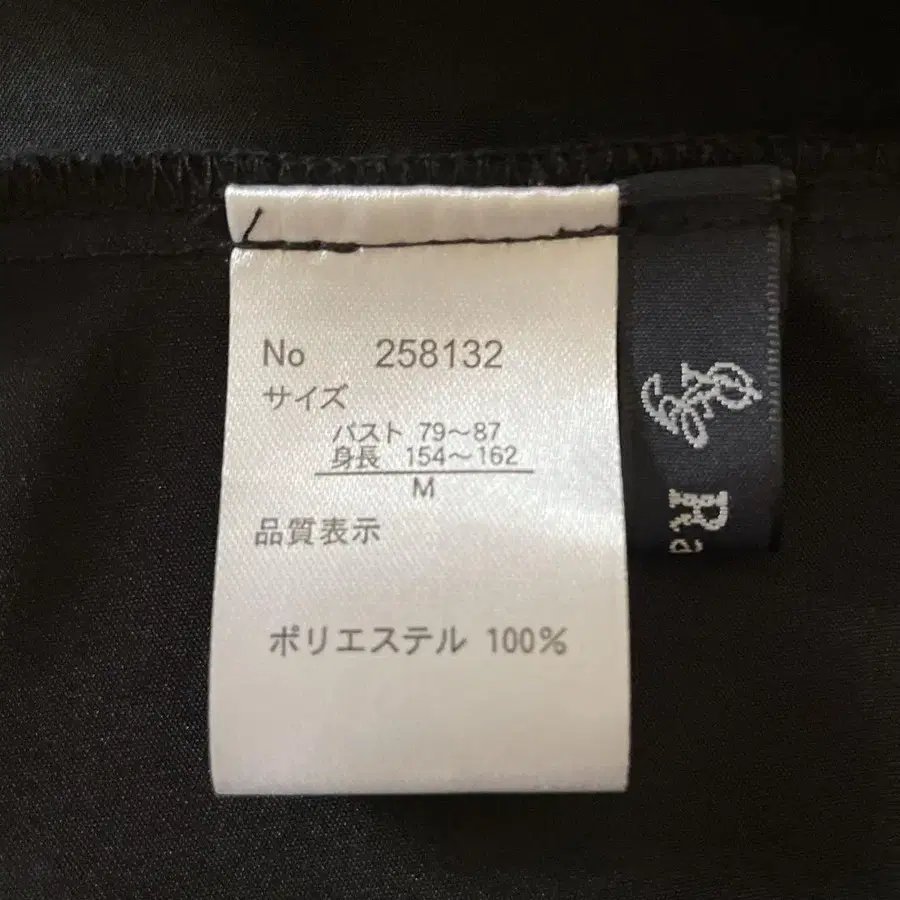 No 258132
サイズ
バスト 79～87
身長 154～162
M
品質表示
ポリエステル 100%
Ra